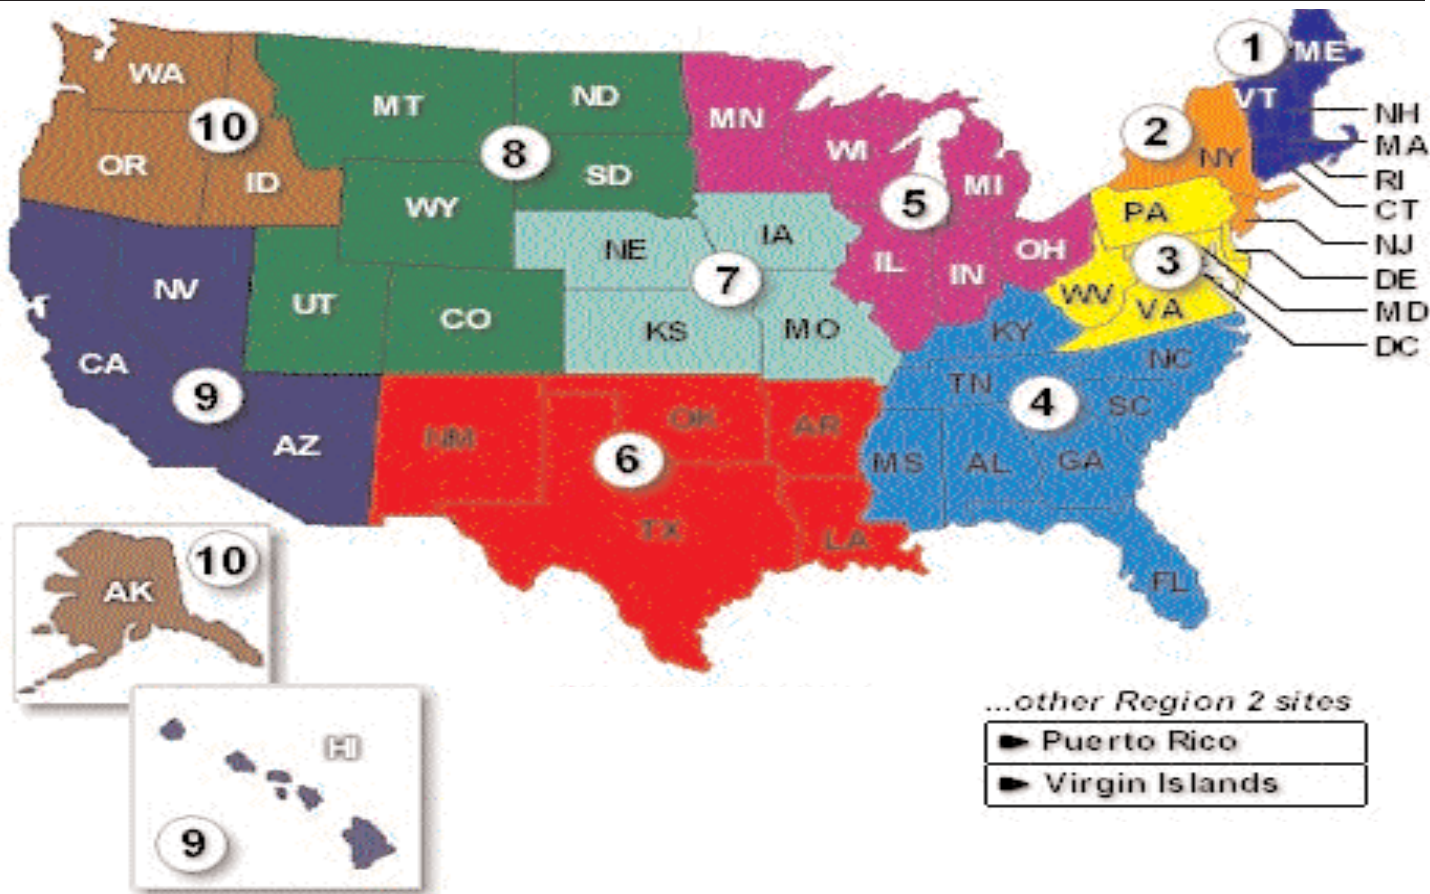 1
ME
WA
MT
ND
MN
VT
NH
10
2
MA
8
WI
NY
OR
ID
SD
MI
RI
WY
5
PA
CT
NE
IA
OH
NJ
NV
7
IL
IN
3
DE
UT
CO
KS
MO
KY
WV
VA
MD
CA
NC
DC
9
TN
4
SC
AZ
NM
OK
AR
6
MS
AL
GA
TX
LA
10
AK
FL
...other Region 2 sites
Puerto Rico
Virgin Islands
HI
9